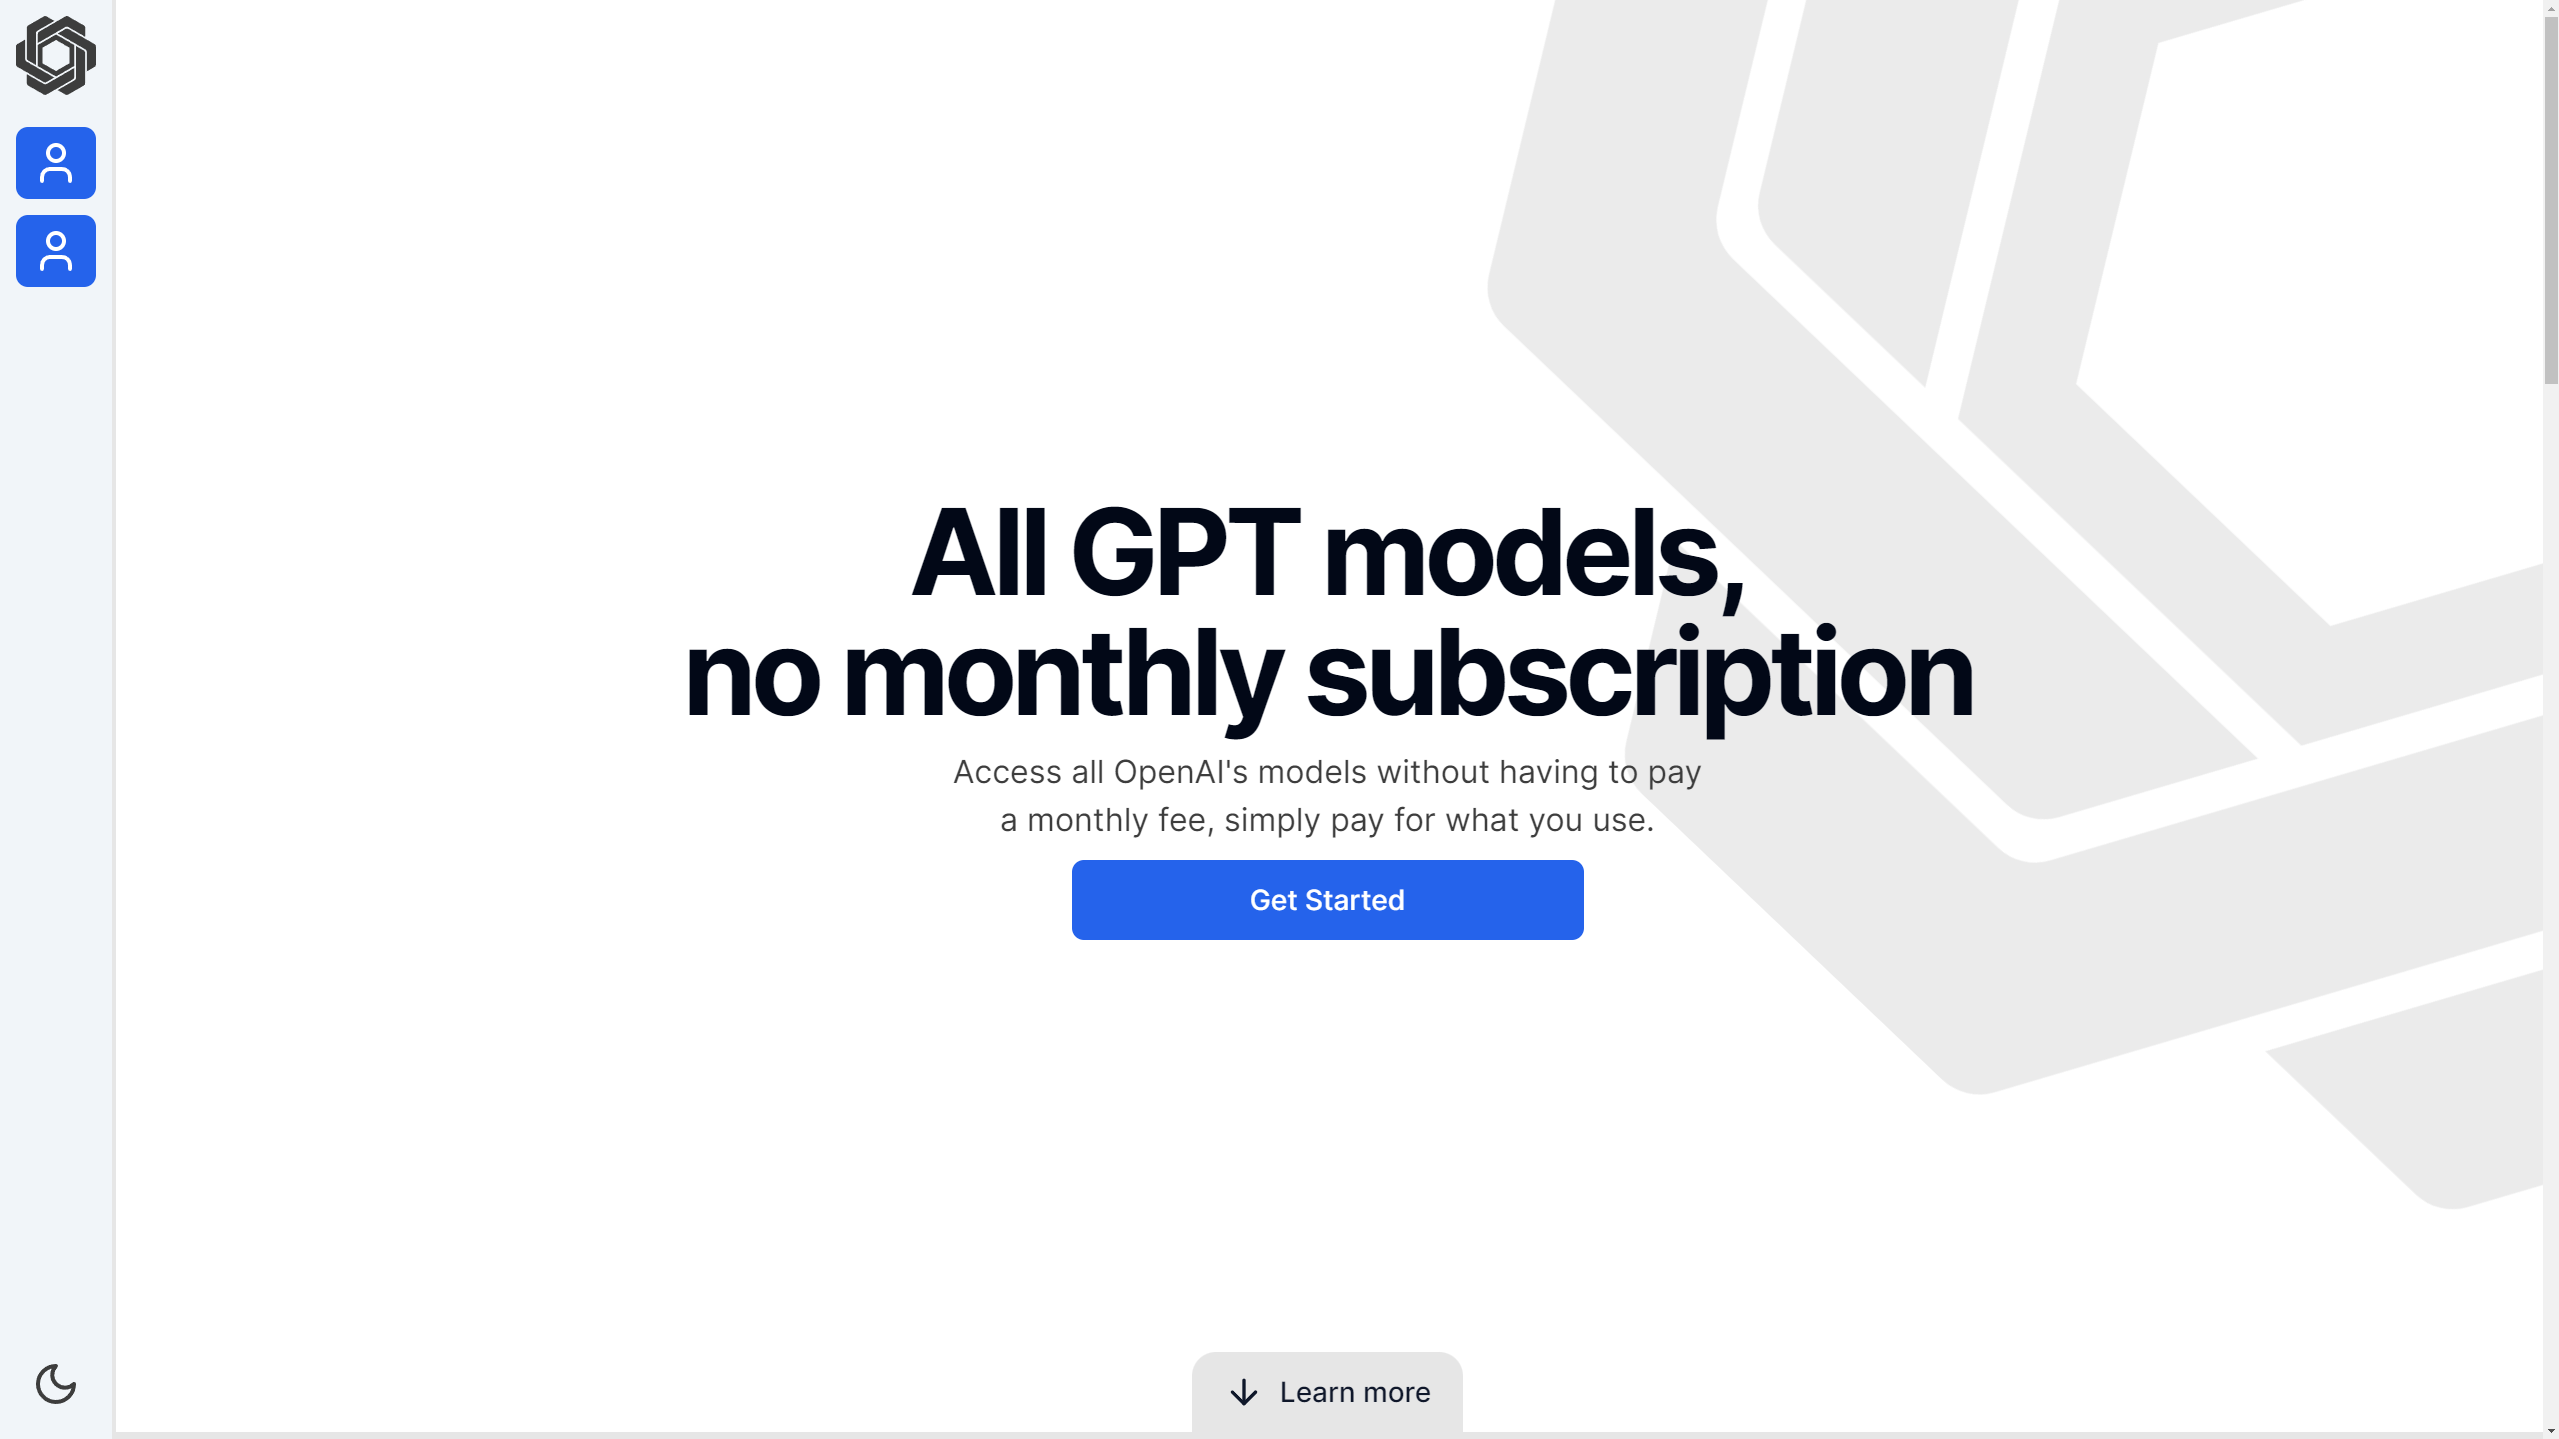 All GPT models,
no monthly subscription
Access all OpenAI's models without having to pay
a monthly fee, simply pay for what you use.
Get Started
Learn more